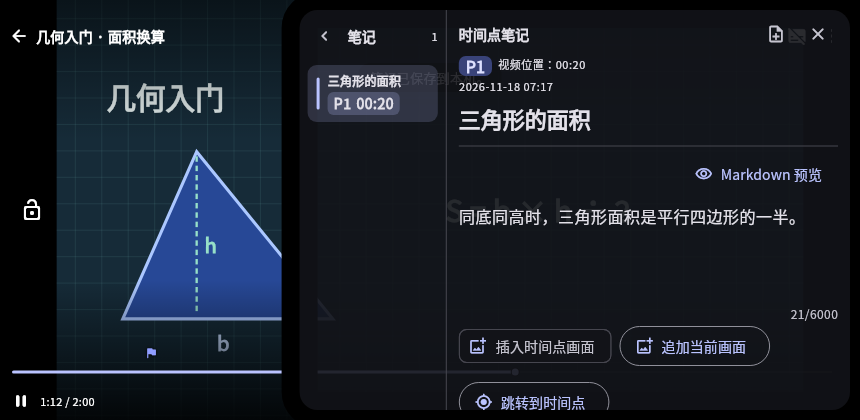 几何入门 · 面积换算
几何入门
h
b
1:12 / 2:00
笔记
1
三角形的面积
P1 00:20
时间点笔记
P1 视频位置：00:20
2026-11-18 07:17
三角形的面积
Markdown 预览
同底同高时，三角形面积是平行四边形的一半。
21/6000
插入时间点画面
追加当前画面
跳转到时间点